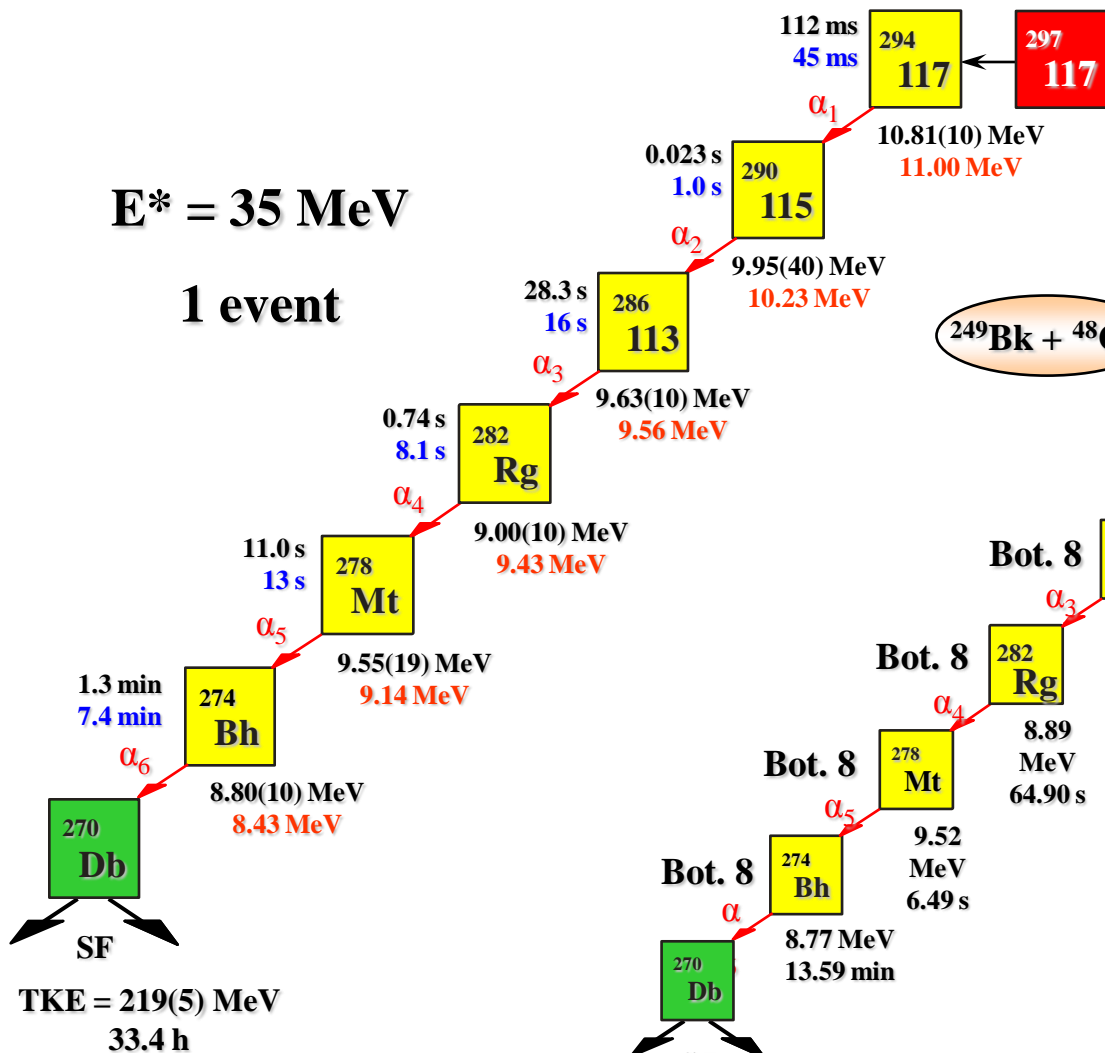 112 ms
45 ms
294
117
297
117
α1
10.81(10) MeV
11.00 MeV
0.023 s
1.0 s
290
115
E* = 35 MeV
1 event
α2
9.95(40) MeV
10.23 MeV
28.3 s
16 s
286
113
249Bk + 48
α3
9.63(10) MeV
9.56 MeV
0.74 s
8.1 s
282
Rg
α4
9.00(10) MeV
9.43 MeV
11.0 s
13 s
278
Mt
α5
9.55(19) MeV
9.14 MeV
1.3 min
7.4 min
274
Bh
α6
8.80(10) MeV
8.43 MeV
270
Db
SF
TKE = 219(5) MeV
33.4 h
Bot. 8
α3
Bot. 8
282
Rg
α4
8.89
MeV
64.90 s
Bot. 8
278
Mt
α5
9.52
MeV
6.49 s
Bot. 8
274
Bh
α
8.77 MeV
13.59 min
270
Db